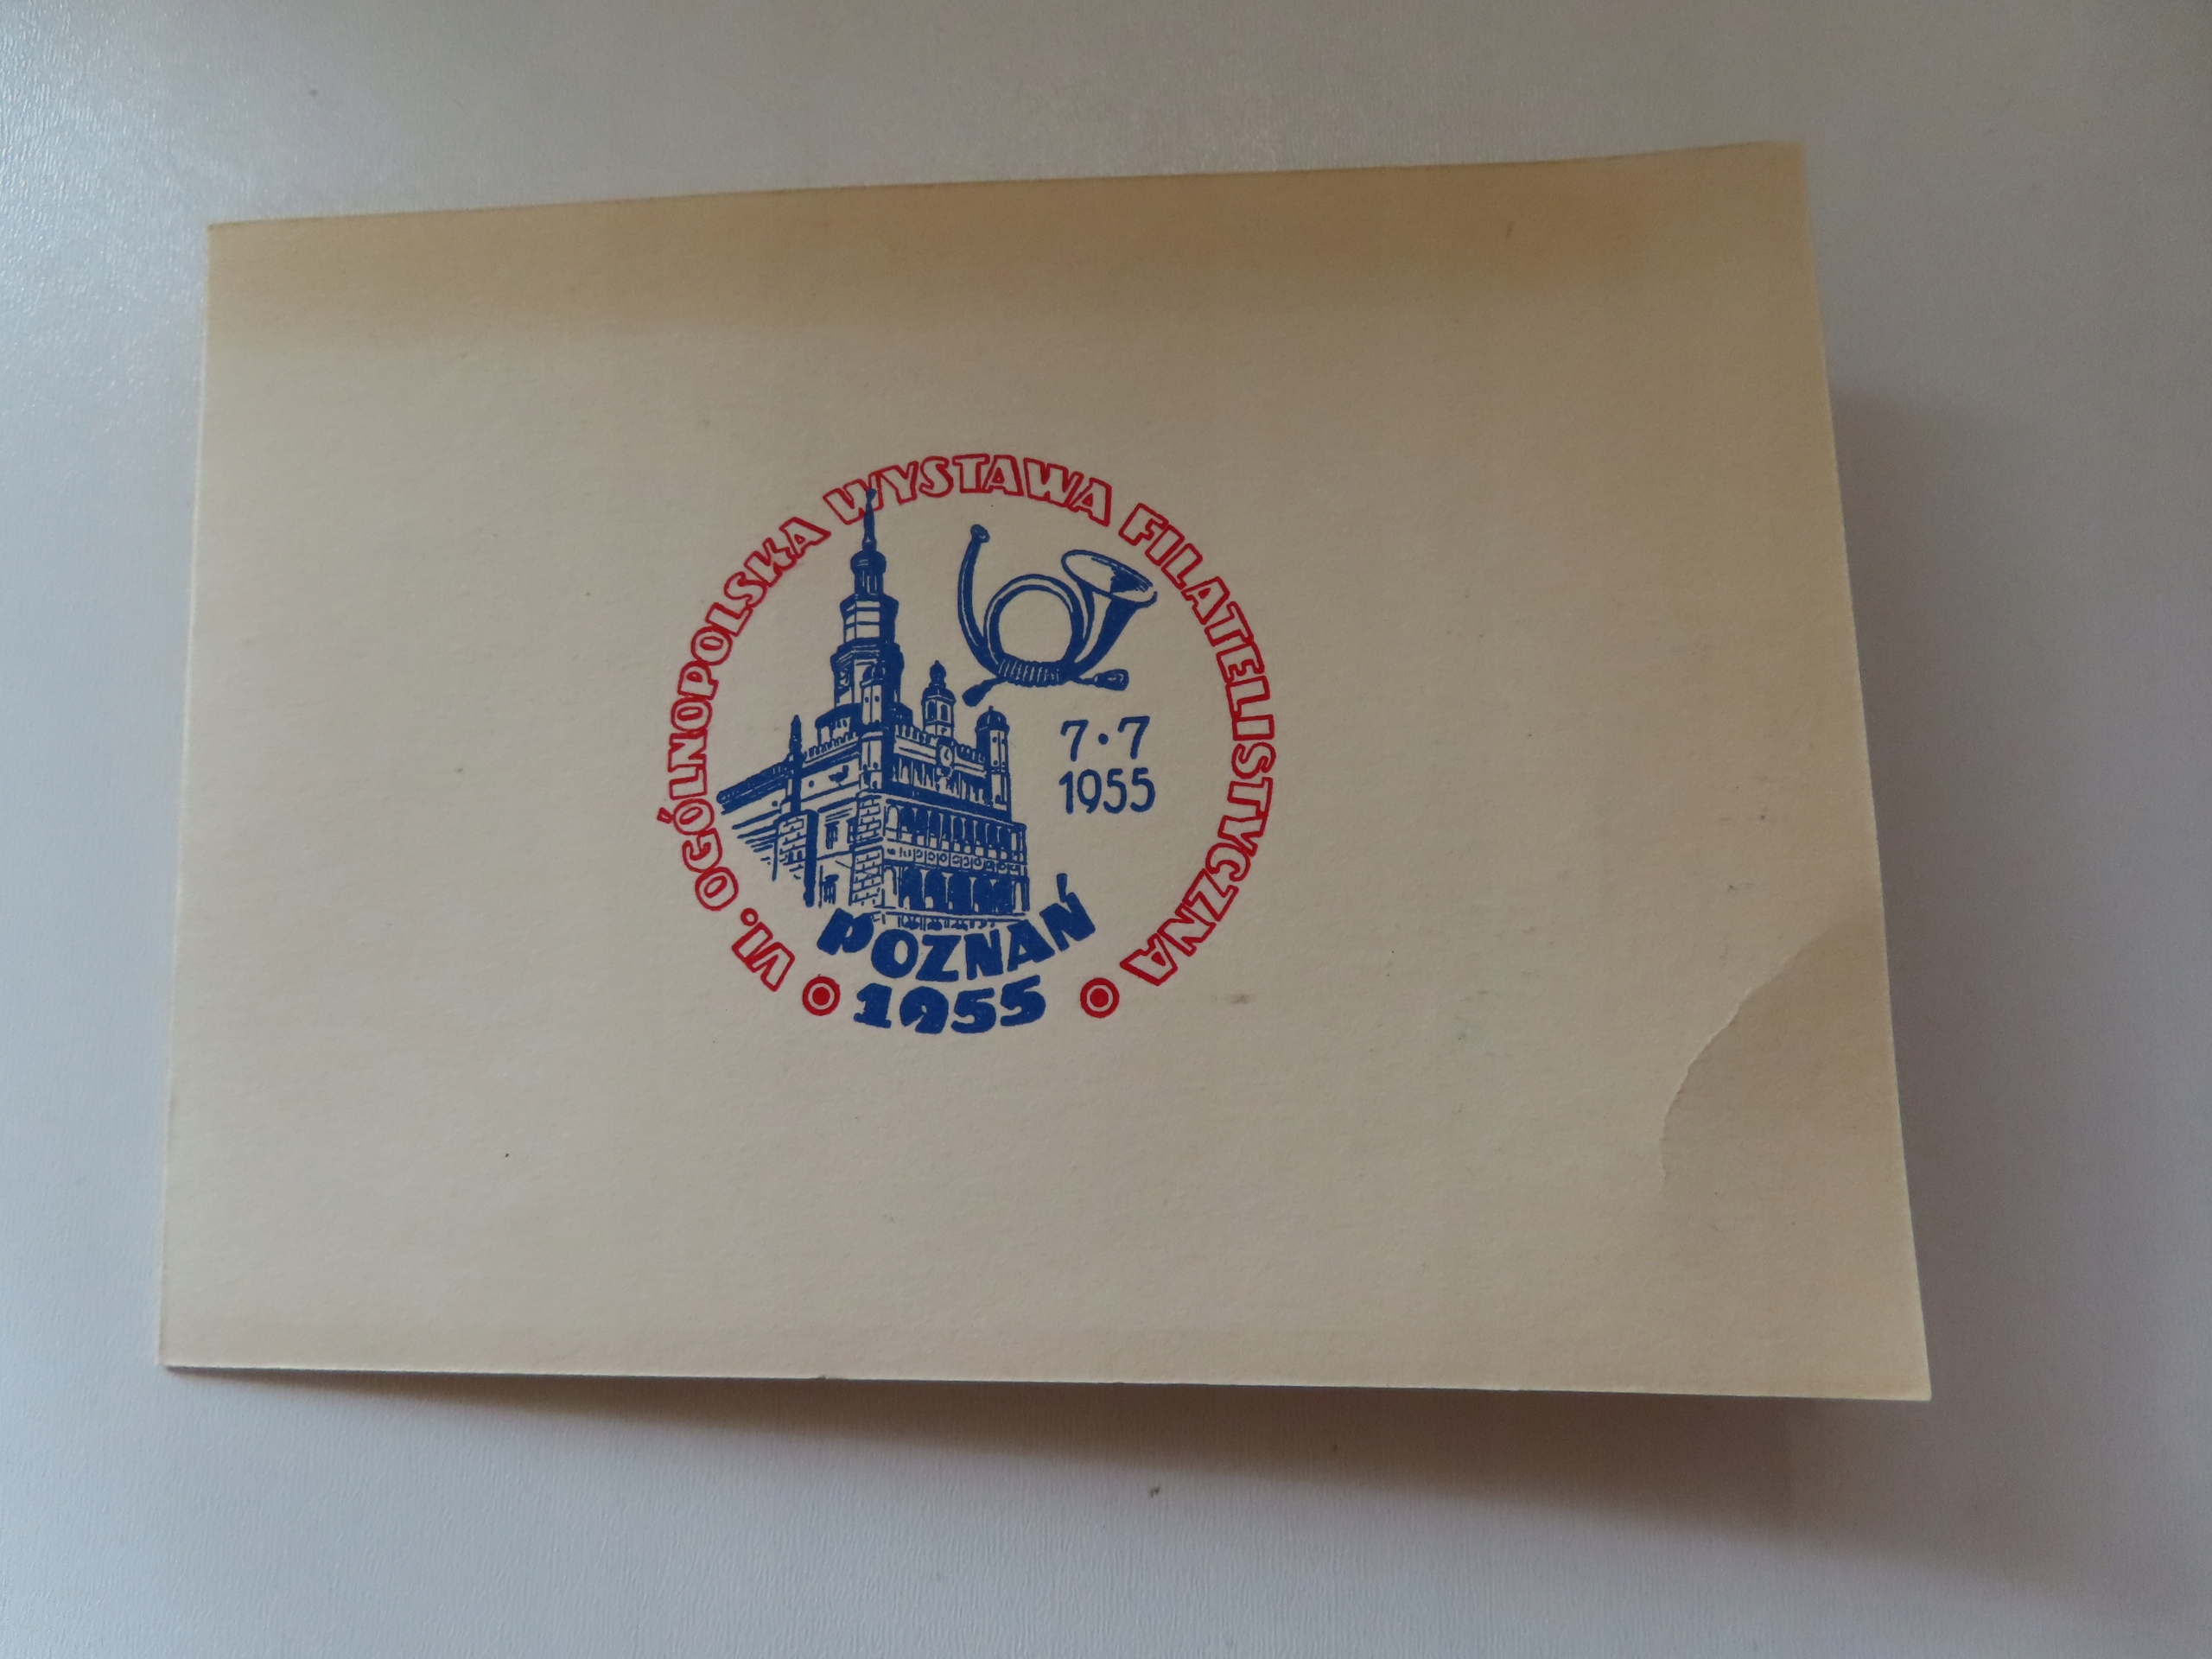 VI. OGÓLNOPOLSKA WYSTAWA FILATELISTYCZNA
7•7
1955
POZNAŃ
1955